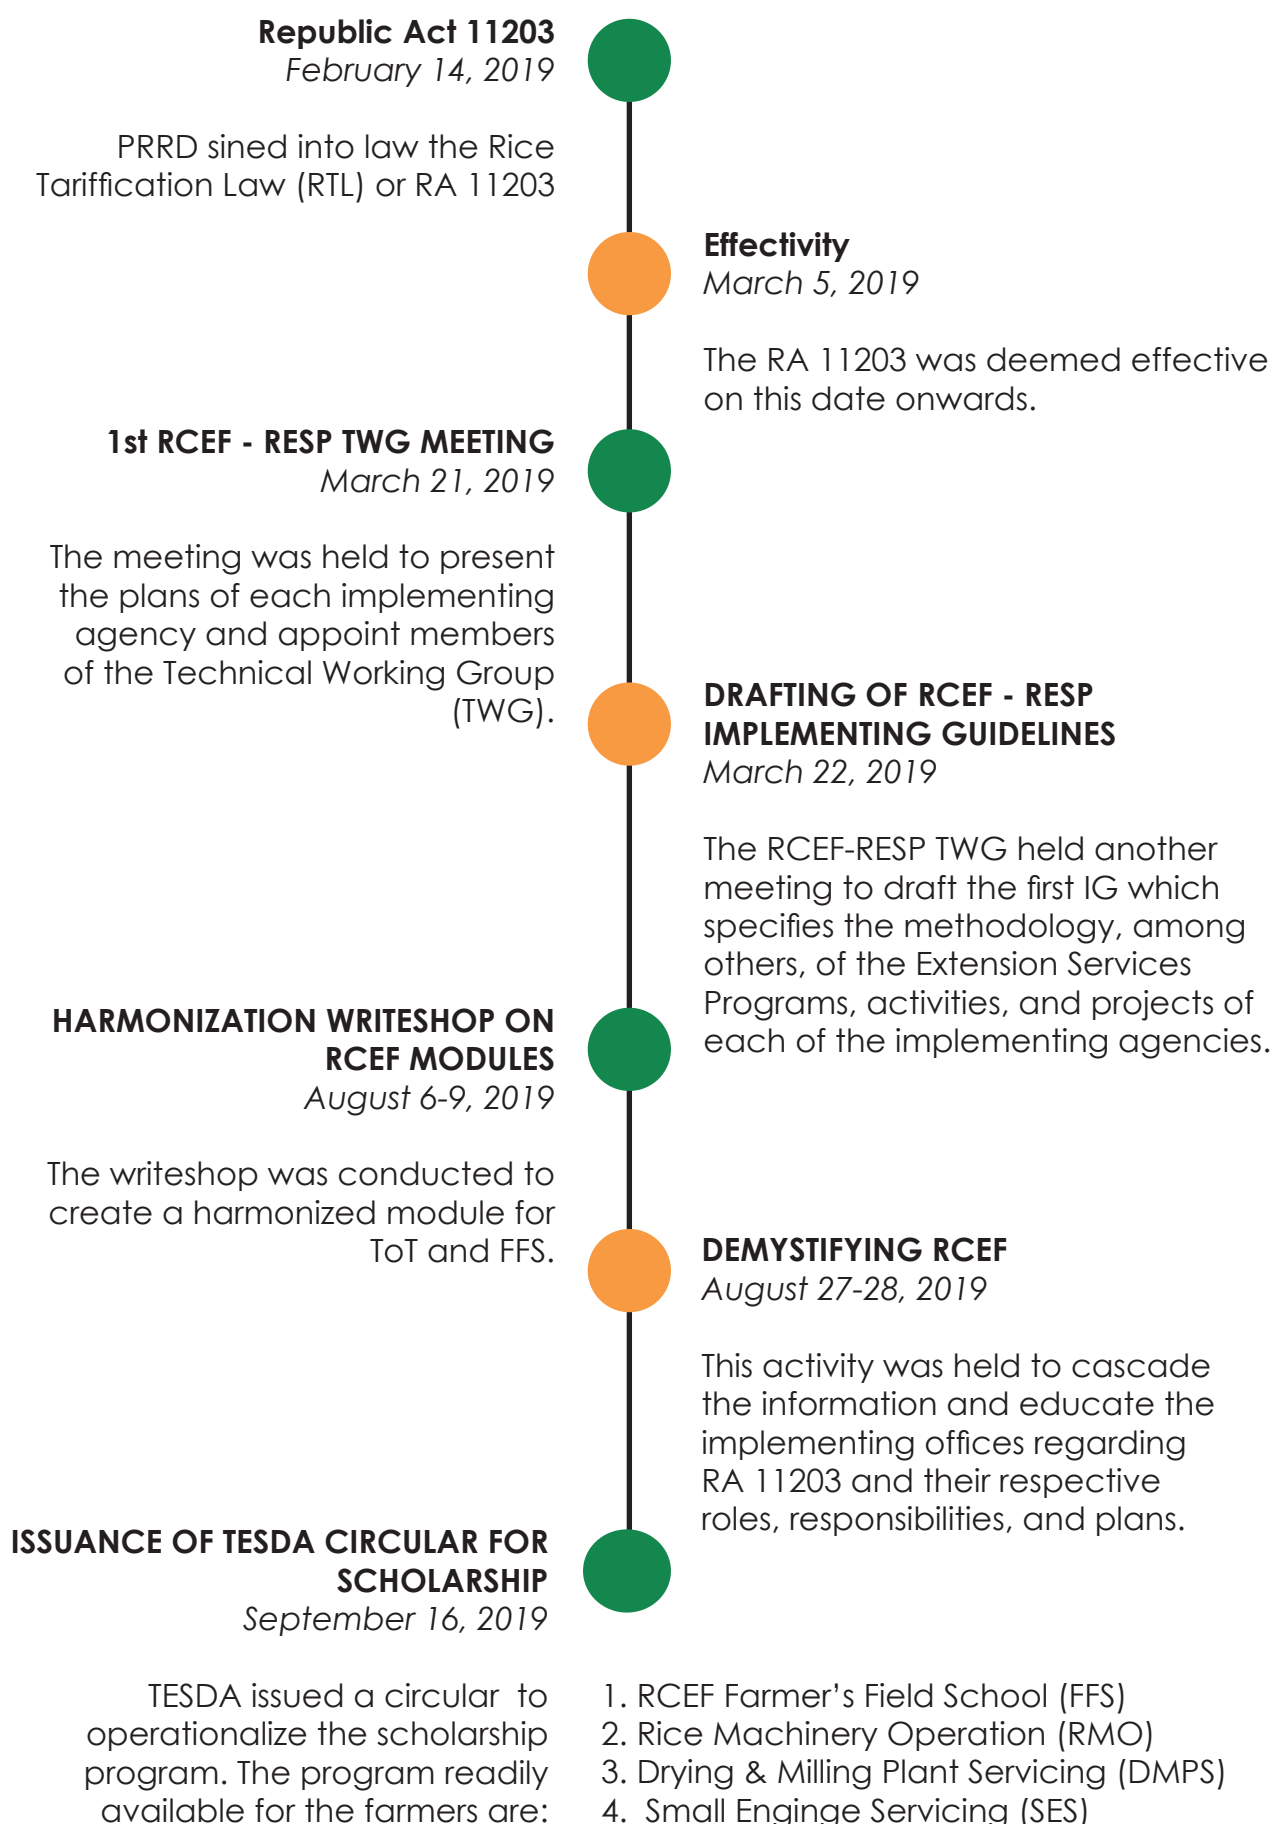 Republic Act 11203
February 14, 2019
PRRD sined into law the Rice
Tariffication Law (RTL) or RA 11203
Effectivity
March 5, 2019
The RA 11203 was deemed effective
on this date onwards.
1st RCEF - RESP TWG MEETING
March 21, 2019
The meeting was held to present
the plans of each implementing
agency and appoint members
of the Technical Working Group
(TWG).
DRAFTING OF RCEF - RESP
IMPLEMENTING GUIDELINES
March 22, 2019
The RCEF-RESP TWG held another
meeting to draft the first IG which
specifies the methodology, among
others, of the Extension Services
Programs, activities, and projects of
each of the implementing agencies.
HARMONIZATION WRITESHOP ON
RCEF MODULES
August 6-9, 2019
The writeshop was conducted to
create a harmonized module for
ToT and FFS.
DEMYSTIFYING RCEF
August 27-28, 2019
This activity was held to cascade
the information and educate the
implementing offices regarding
RA 11203 and their respective
roles, responsibilities, and plans.
ISSUANCE OF TESDA CIRCULAR FOR
SCHOLARSHIP
September 16, 2019
TESDA issued a circular to
operationalize the scholarship
program. The program readily
available for the farmers are:
1. RCEF Farmer’s Field School (FFS)
2. Rice Machinery Operation (RMO)
3. Drying & Milling Plant Servicing (DMPS)
4. Small Enginge Servicing (SES)